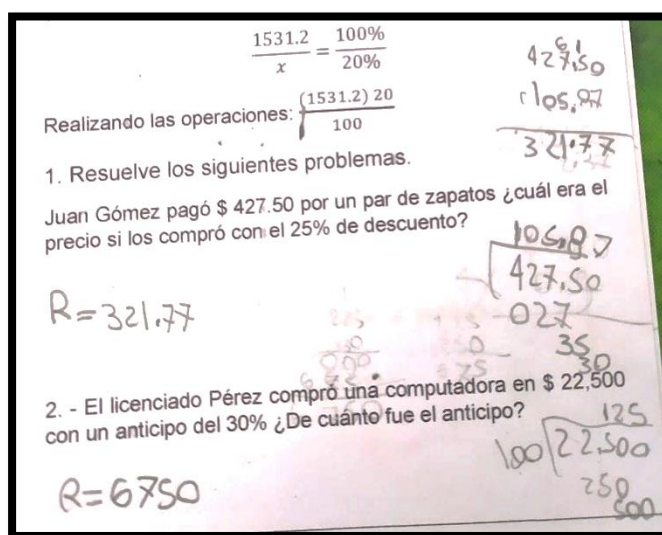 1531.2 / x = 100% / 20%
Realizando las operaciones: (1531.2) 20 / 100
427.50
321.77
1. Resuelve los siguientes problemas.
Juan Gómez pagó $ 427.50 por un par de zapatos ¿cuál era el
precio si los compró con el 25% de descuento?
427.50
027
35
30
R=321.77
2. - El licenciado Pérez compró una computadora en $ 22,500
con un anticipo del 30% ¿De cuánto fue el anticipo?
125
100 22500
250
500
R=6750